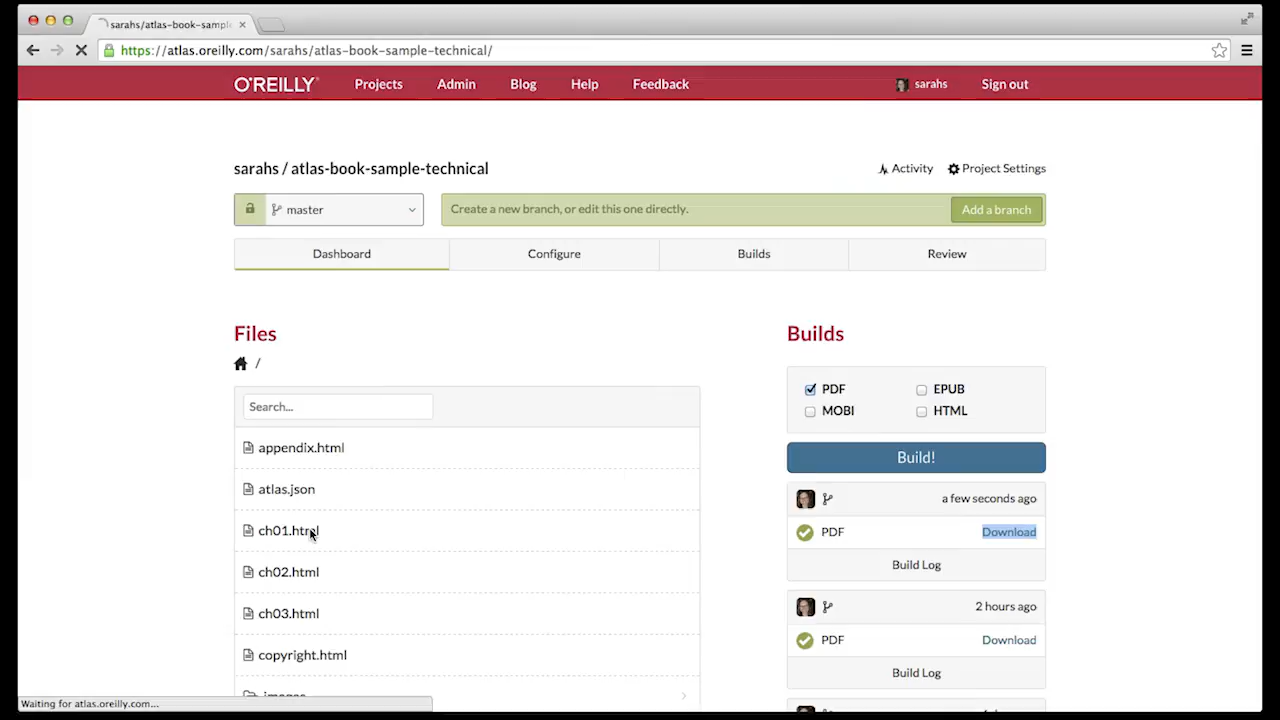 sarahs/atlas-book-sample
https://atlas.oreilly.com/sarahs/atlas-book-sample-technical/
O'REILLY® Projects Admin Blog Help Feedback sarahs Sign out
sarahs / atlas-book-sample-technical Activity Project Settings
master Create a new branch, or edit this one directly. Add a branch
Dashboard Configure Builds Review
Files
/
Search...
appendix.html
atlas.json
ch01.html
ch02.html
ch03.html
copyright.html
images
Builds
PDF EPUB
MOBI HTML
Build!
a few seconds ago
PDF Download
Build Log
2 hours ago
PDF Download
Build Log
Waiting for atlas.oreilly.com...